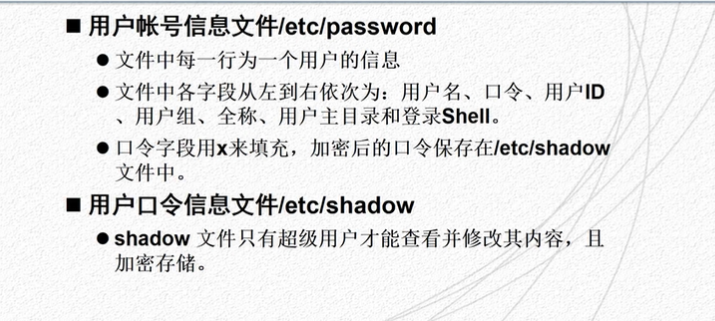 ■ 用户帐号信息文件/etc/password
● 文件中每一行为一个用户的信息
● 文件中各字段从左到右依次为：用户名、口令、用户ID
、用户组、全称、用户主目录和登录Shell。
● 口令字段用x来填充，加密后的口令保存在/etc/shadow
文件中。
■ 用户口令信息文件/etc/shadow
● shadow 文件只有超级用户才能查看并修改其内容，且
加密存储。